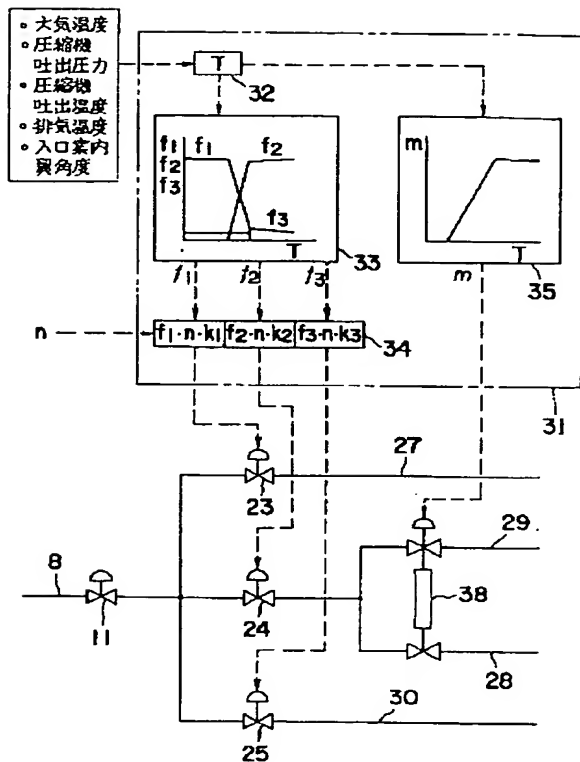 ○ 大気温度
○ 圧縮機
吐出圧力
● 圧縮機
吐出温度
○ 排気温度
○ 入口案内
翼角度
T
32
f1
f2
f3
f1
f2
f3
T
33
m
T
35
f1
f2
f3
m
n
f1·n·k1
f2·n·k2
f3·n·k3
34
31
23
27
29
8
11
24
38
28
25
30